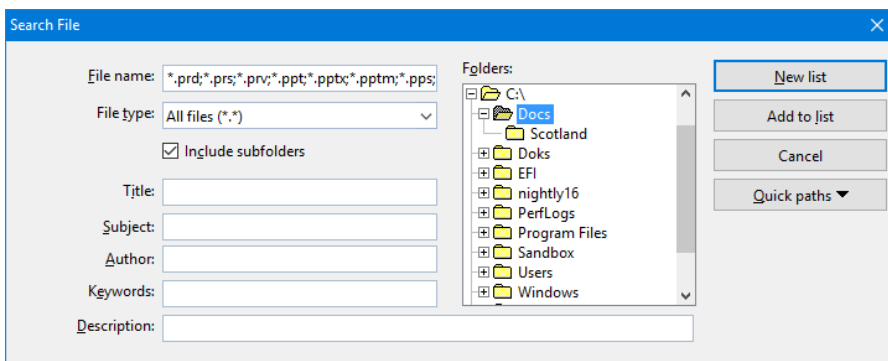 Search File
File name: *.prd;*.prs;*.prv;*.ppt;*.pptx;*.pptm;*.pps;
File type: All files (*.*)
Include subfolders
Title:
Subject:
Author:
Keywords:
Description:
Folders:
C:\
Docs
Scotland
Doks
EFI
nightly16
PerfLogs
Program Files
Sandbox
Users
Windows
New list
Add to list
Cancel
Quick paths